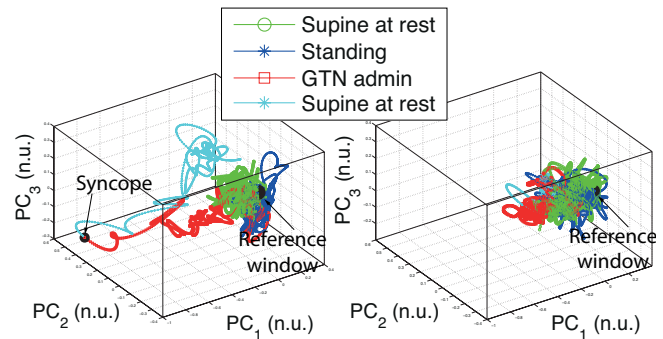 Supine at rest
Standing
GTN admin
Supine at rest
PC3 (n.u.)
Syncope
Reference
window
PC2 (n.u.)
PC1 (n.u.)
PC3 (n.u.)
Reference
window
PC2 (n.u.)
PC1 (n.u.)